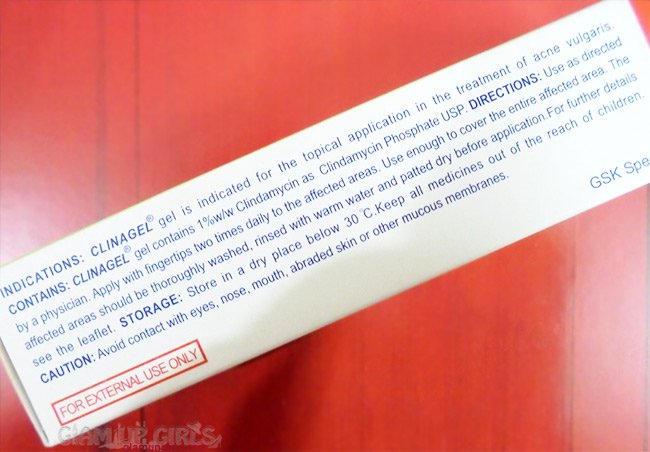 INDICATIONS: CLINAGEL® gel is indicated for the topical application in the treatment of acne vulgaris.
CONTAINS: CLINAGEL® gel contains 1%w/w Clindamycin as Clindamycin Phosphate USP. DIRECTIONS: Use as directed
by a physician. Apply with fingertips two times daily to the affected areas. Use enough to cover the entire affected area. The
affected areas should be thoroughly washed, rinsed with warm water and patted dry before application.For further details
see the leaflet. STORAGE: Store in a dry place below 30 °C.Keep all medicines out of the reach of children.
CAUTION: Avoid contact with eyes, nose, mouth, abraded skin or other mucous membranes.
GSK Spe
FOR EXTERNAL USE ONLY
GLAM UP GIRLS